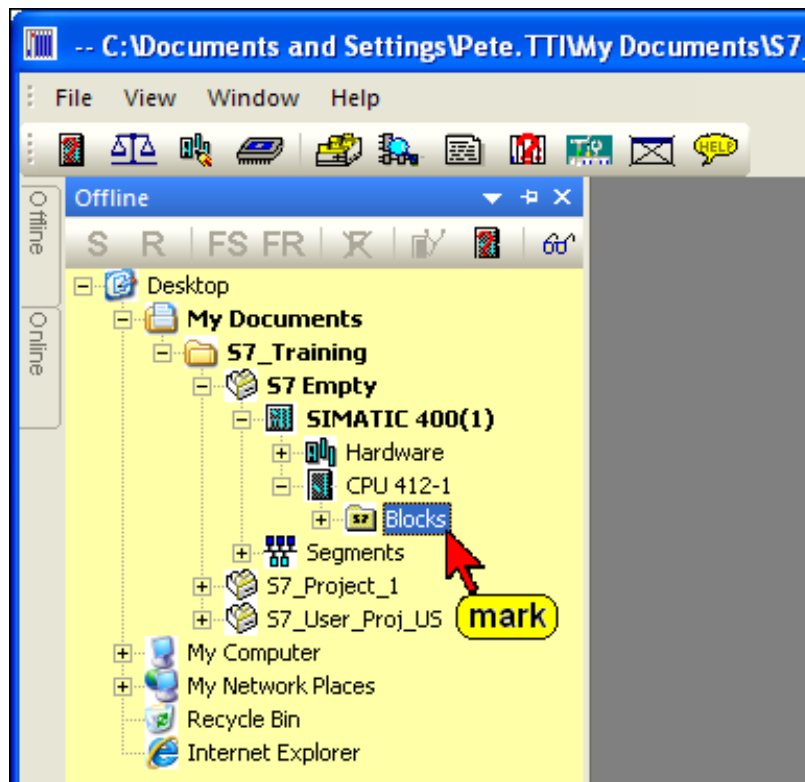 -- C:\Documents and Settings\Pete.TTI\My Documents\S7_
File View Window Help
HELP
Offline
Online
Offline
S R FS FR
Desktop
My Documents
S7_Training
S7 Empty
SIMATIC 400(1)
Hardware
CPU 412-1
S7 Blocks
Segments
S7_Project_1
S7_User_Proj_US mark
My Computer
My Network Places
Recycle Bin
Internet Explorer